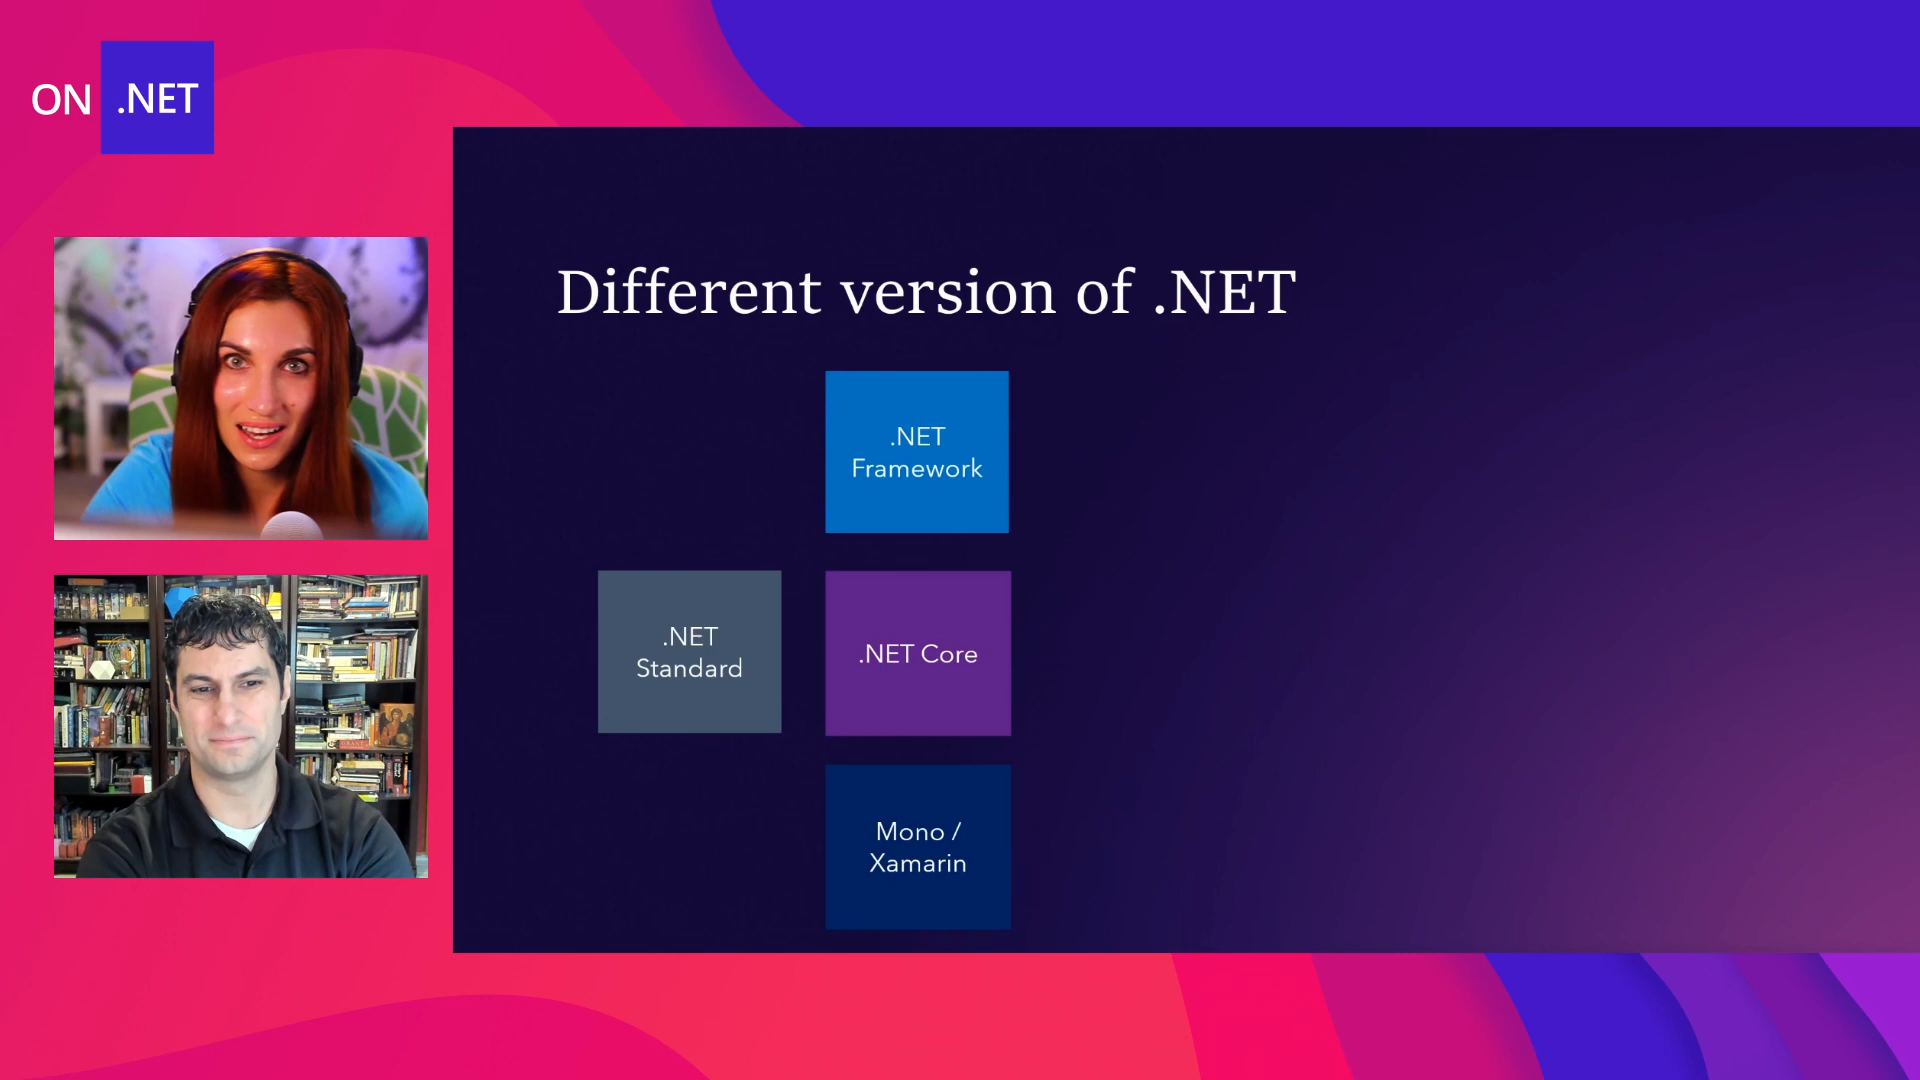 ON .NET
Different version of .NET
.NET
Framework
.NET
Standard
.NET Core
Mono /
Xamarin